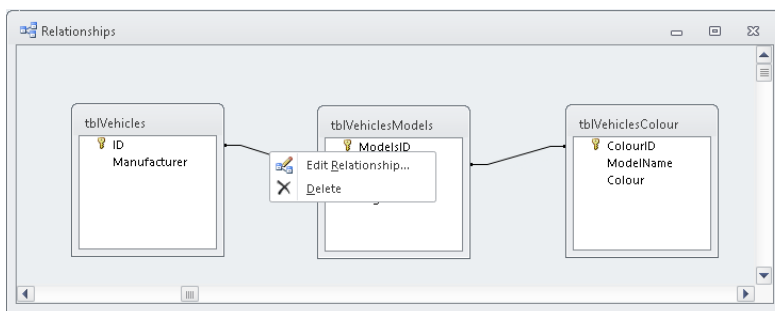 Relationships
tblVehicles
ID
Manufacturer
tblVehiclesModels
ModelsID
Edit Relationship...
Delete
tblVehiclesColour
ColourID
ModelName
Colour